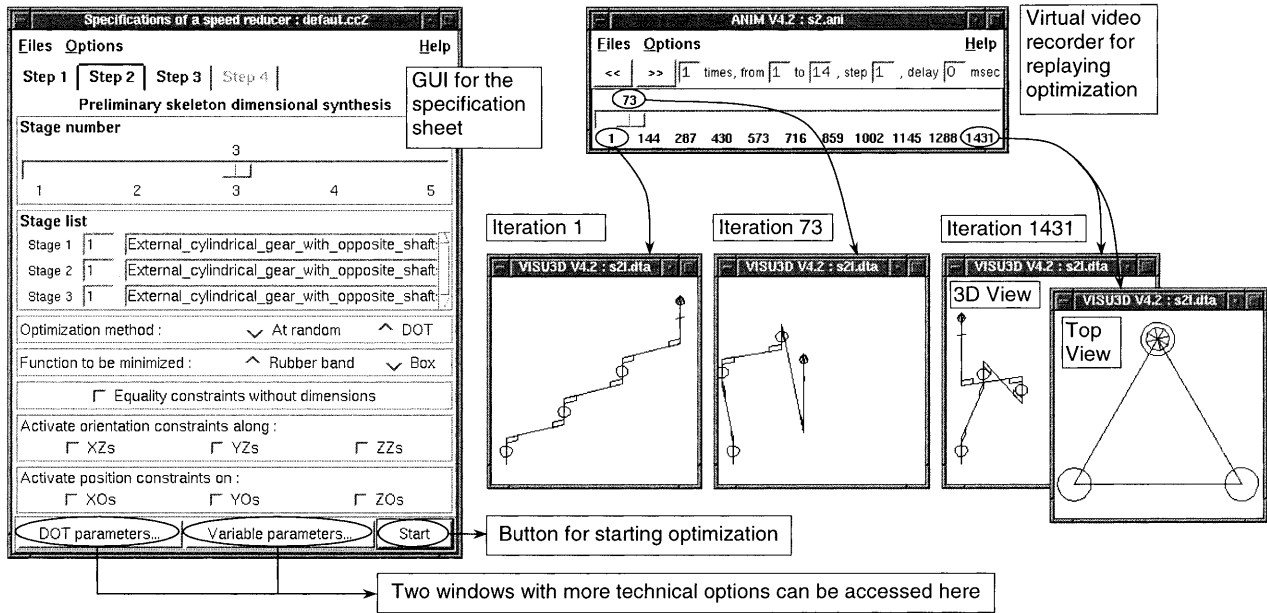 Specifications of a speed reducer : defaut.cc2
Files Options Help
Step 1 Step 2 Step 3 Step 4
Preliminary skeleton dimensional synthesis
Stage number
3
1 2 3 4 5
Stage list
Stage 1 1 External_cylindrical_gear_with_opposite_shaft
Stage 2 1 External_cylindrical_gear_with_opposite_shaft
Stage 3 1 External_cylindrical_gear_with_opposite_shaft
Optimization method : At random DOT
Function to be minimized : Rubber band Box
Equality constraints without dimensions
Activate orientation constraints along :
XZs YZs ZZs
Activate position constraints on :
XOs YOs ZOs
DOT parameters... Variable parameters... Start
GUI for the
specification
sheet
ANIM V4.2 : s2.ani
Files Options Help
<< >> 1 times, from 1 to 14 , step 1 , delay 0 msec
73
1 144 287 430 573 716 859 1002 1145 1288 1431
Virtual video
recorder for
replaying
optimization
Iteration 1
VISU3D V4.2 : s2l.dta
Iteration 73
VISU3D V4.2 : s2l.dta
Iteration 1431
VISU3D V4.2 : s2l.dta
3D View
VISU3D V4.2 : s2l.dta
Top
View
Button for starting optimization
Two windows with more technical options can be accessed here